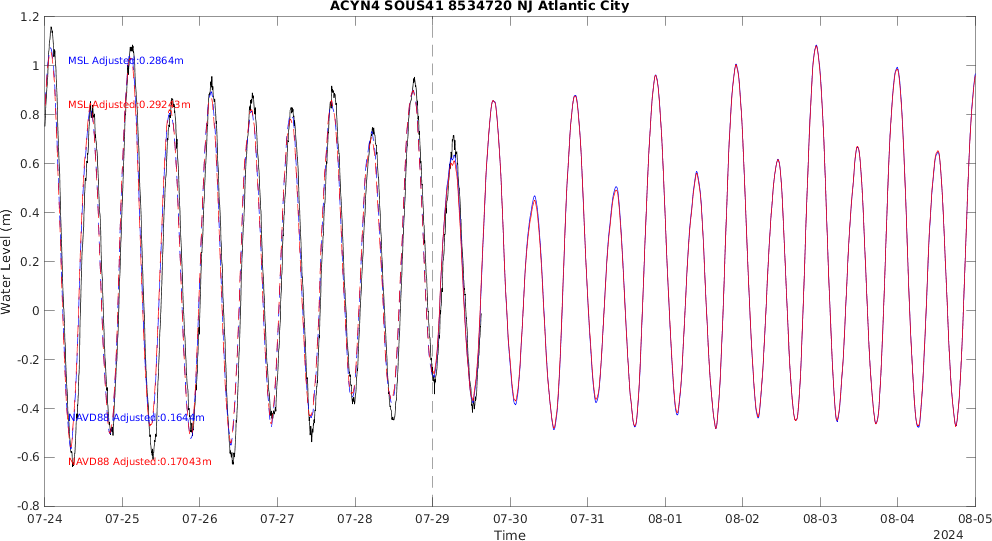 ACYN4 SOUS41 8534720 NJ Atlantic City
1.2
1
0.8
0.6
0.4
0.2
0
-0.2
-0.4
-0.6
-0.8
Water Level (m)
MSL Adjusted:0.2864m
MSL Adjusted:0.29243m
NAVD88 Adjusted:0.1644m
NAVD88 Adjusted:0.17043m
07-24 07-25 07-26 07-27 07-28 07-29 07-30 07-31 08-01 08-02 08-03 08-04 08-05
Time
2024